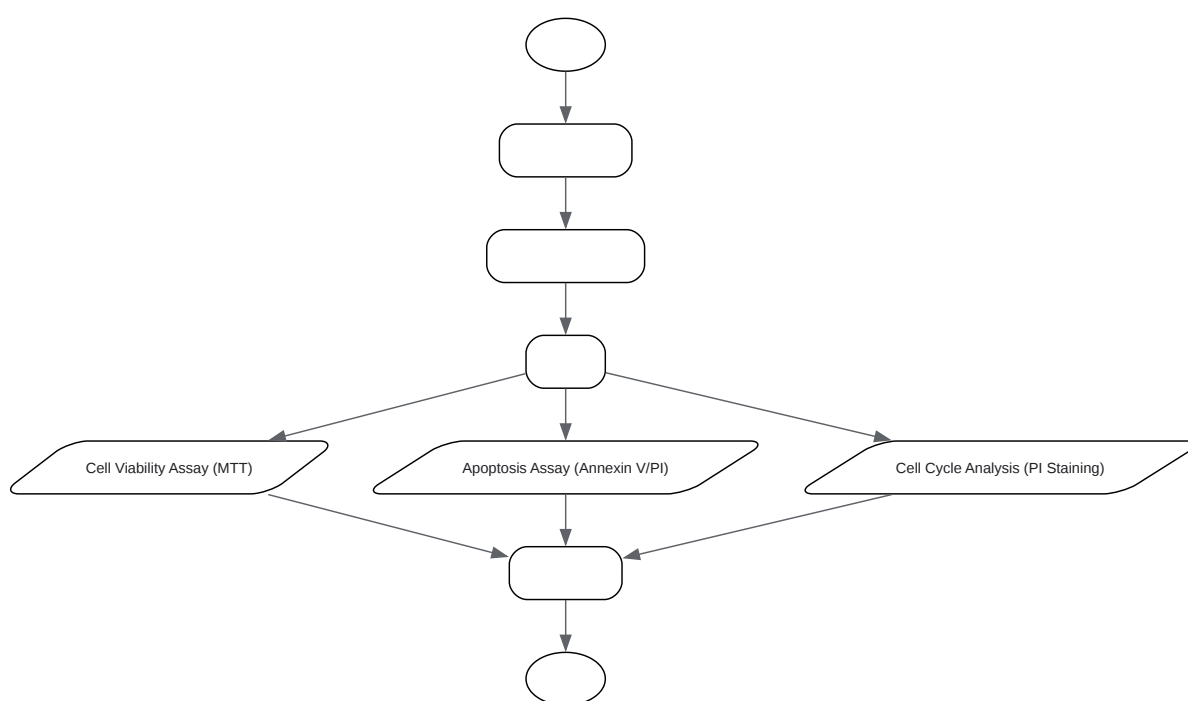 Cell Viability Assay (MTT)
Apoptosis Assay (Annexin V/PI)
Cell Cycle Analysis (PI Staining)